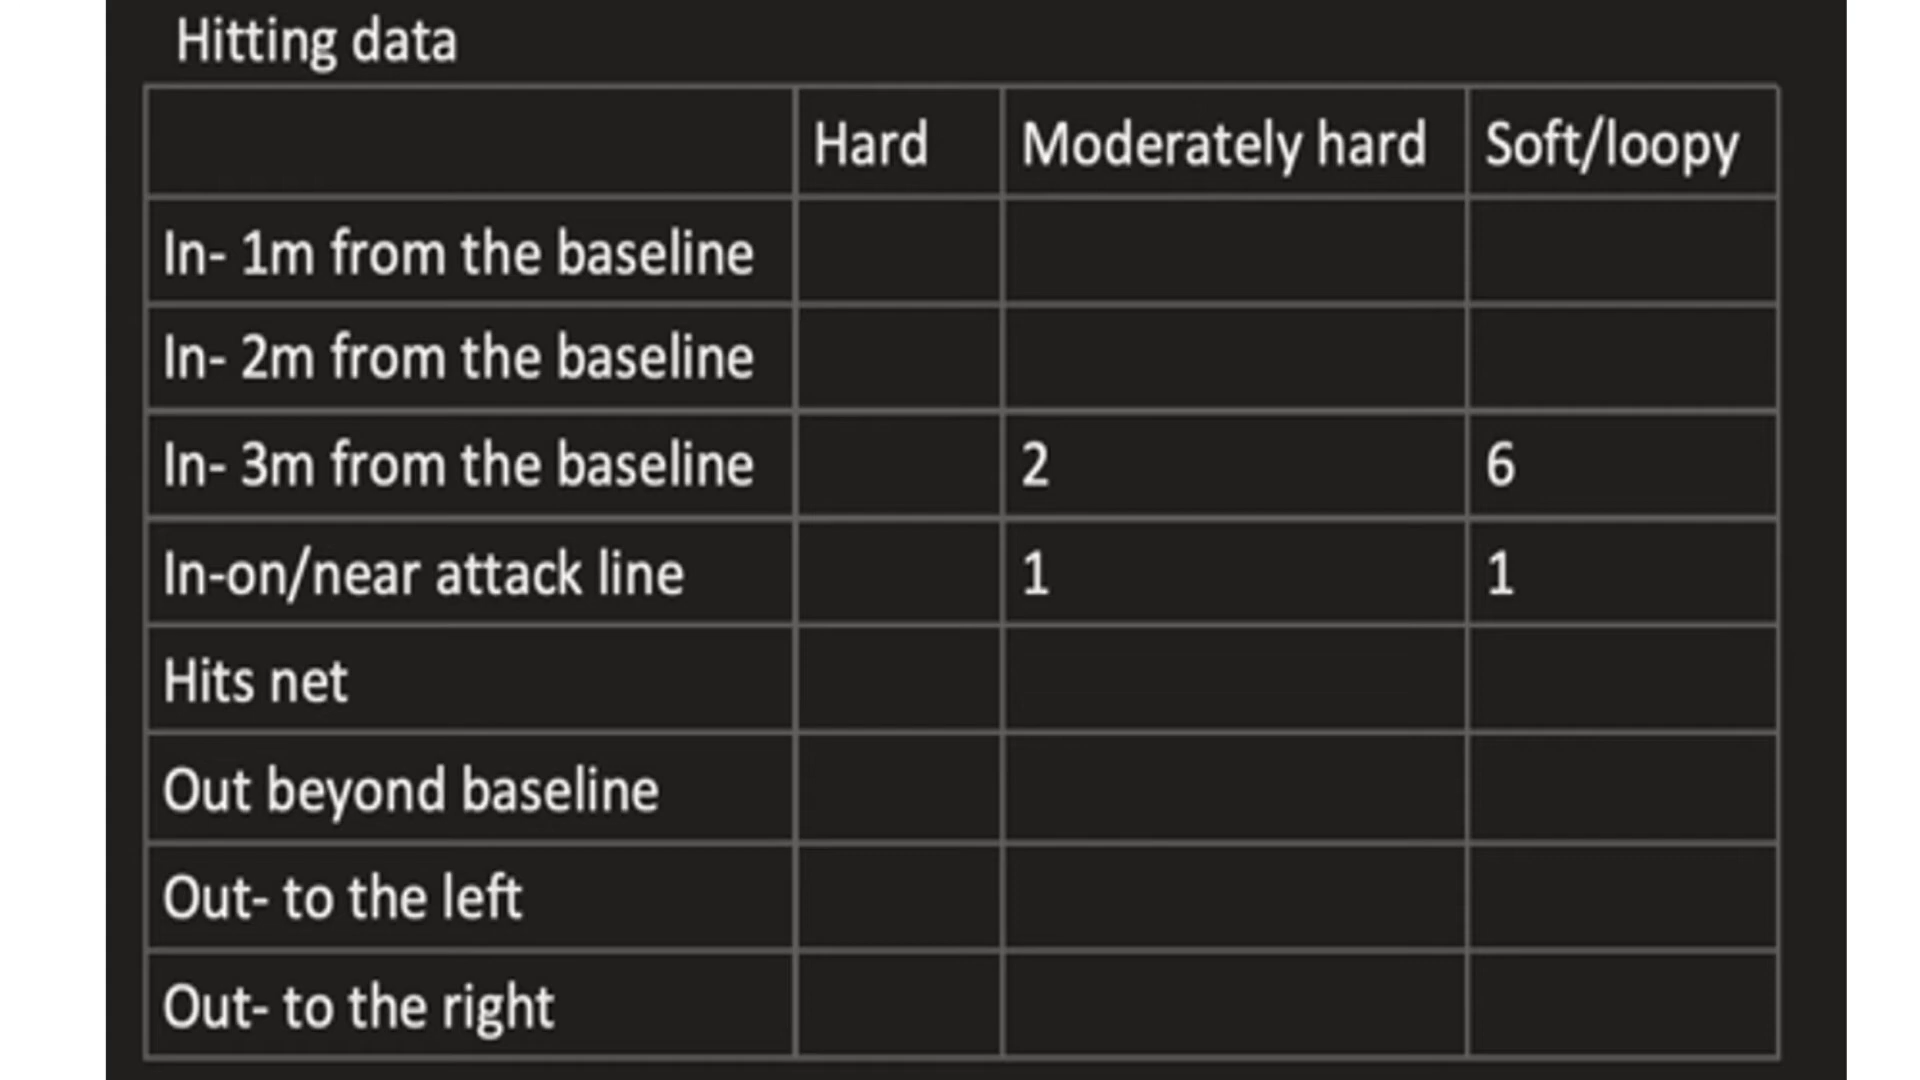 Hitting data
Hard Moderately hard Soft/loopy
In- 1m from the baseline
In- 2m from the baseline
In- 3m from the baseline 2 6
In-on/near attack line 1 1
Hits net
Out beyond baseline
Out- to the left
Out- to the right